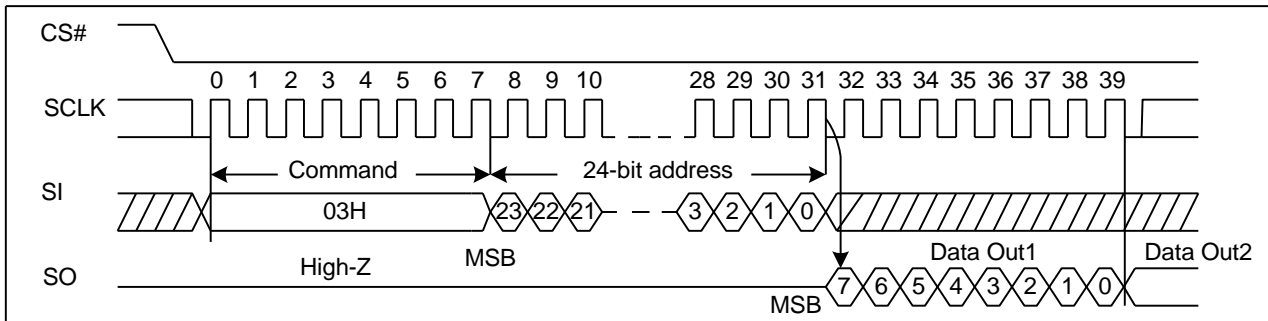 CS#
0 1 2 3 4 5 6 7 8 9 10 28 29 30 31 32 33 34 35 36 37 38 39
SCLK
Command 24-bit address
SI
03H 23 22 21 3 2 1 0
MSB
High-Z Data Out1 Data Out2
SO
7 6 5 4 3 2 1 0
MSB